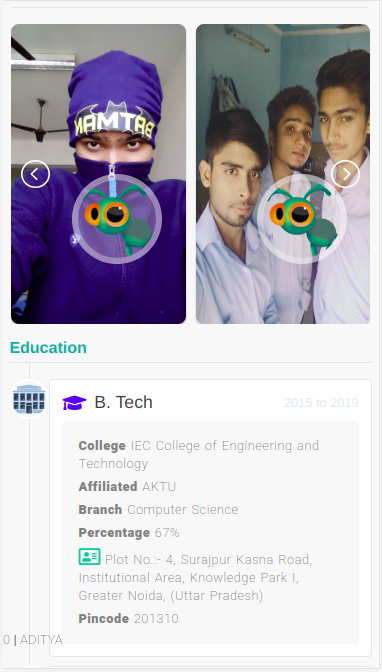 BATMAN
Education
B. Tech
2015 to 2019
College IEC College of Engineering and
Technology
Affiliated AKTU
Branch Computer Science
Percentage 67%
Plot No.:- 4, Surajpur Kasna Road,
Institutional Area, Knowledge Park I,
Greater Noida, (Uttar Pradesh)
Pincode 201310
0 | ADITYA